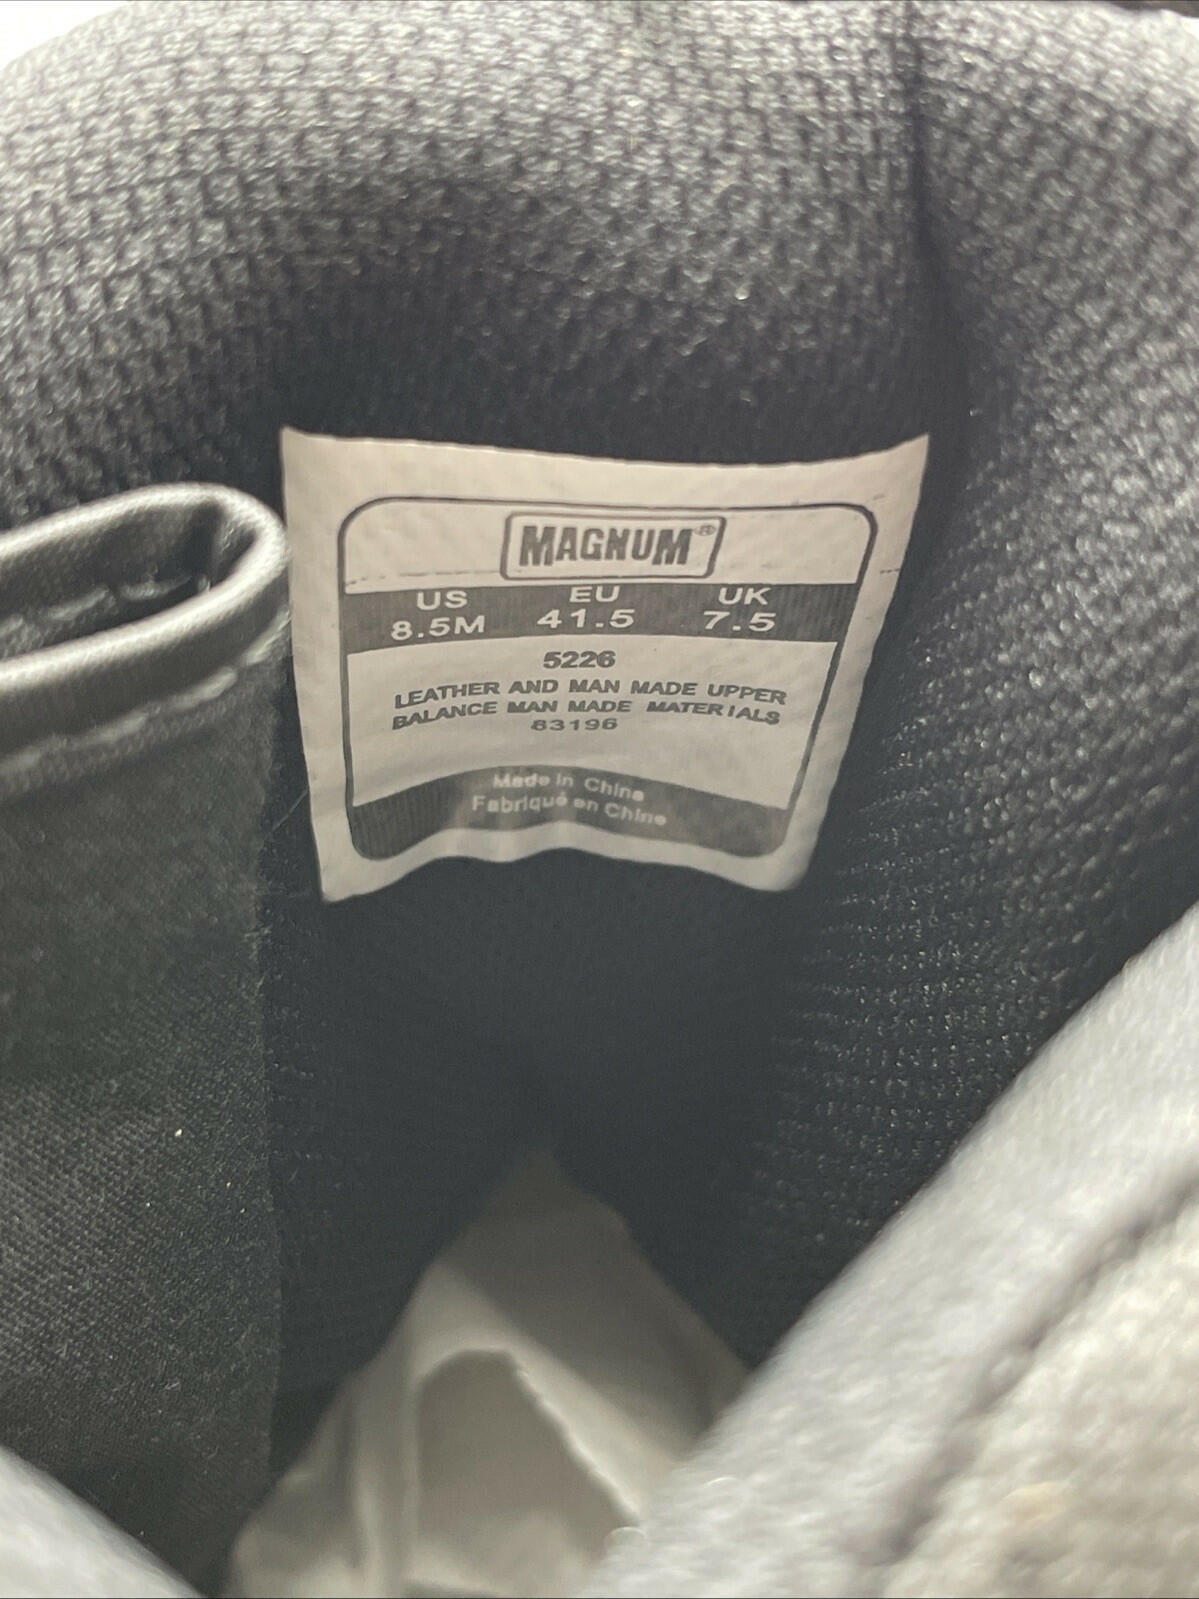 MAGNUM®
US EU UK
8.5M 41.5 7.5
5226
LEATHER AND MAN MADE UPPER
BALANCE MAN MADE MATERIALS
83196
Made in China
Fabriqué en Chine